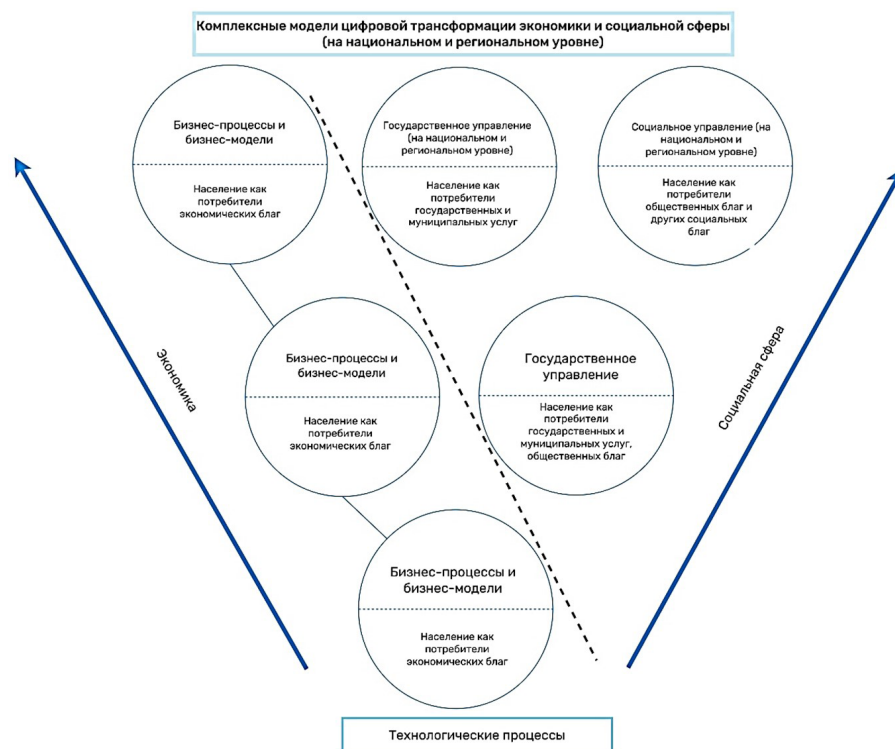 Комплексные модели цифровой трансформации экономики и социальной сферы
(на национальном и региональном уровне)
Бизнес-процессы и
бизнес-модели
Население как
потребители
экономических благ
Государственное управление
(на национальном и
региональном уровне)
Население как
потребители
государственных и
муниципальных услуг
Социальное управление (на
национальном и
региональном уровне)
Население как
потребители
общественных благ и
других социальных
благ
Экономика
Бизнес-процессы и
бизнес-модели
Население как
потребители
экономических благ
Государственное
управление
Население как
потребители
государственных и
муниципальных услуг,
общественных благ
Социальная сфера
Бизнес-процессы и
бизнес-модели
Население как
потребители
экономических благ
Технологические процессы